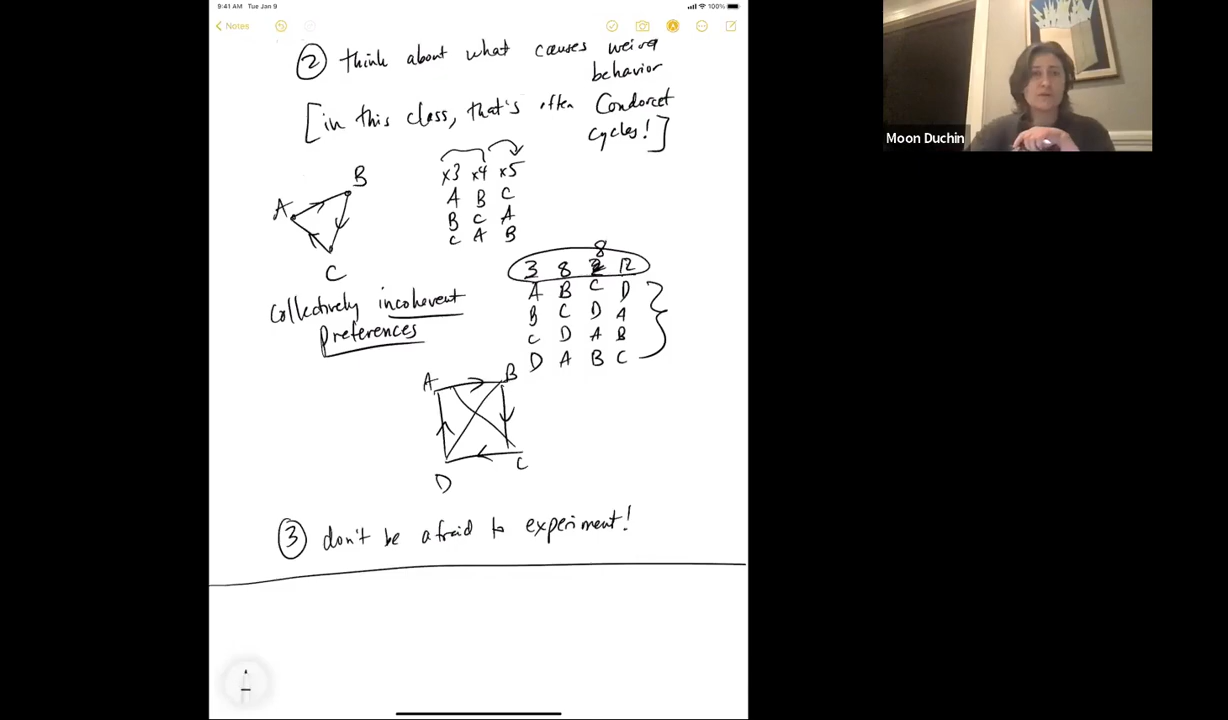 9:41 AM Tue Jan 9
100%
Notes
② think about what causes weird
behavior
[in this class, that's often Condorcet
cycles!]
x3 x4 x5
A B C
B C A
C A B
A
B
C
collectively incoherent
preferences
8
3 8 12
A B C D
B C D A
C D A B
D A B C
A B
D C
③ don't be afraid to experiment!
Moon Duchin